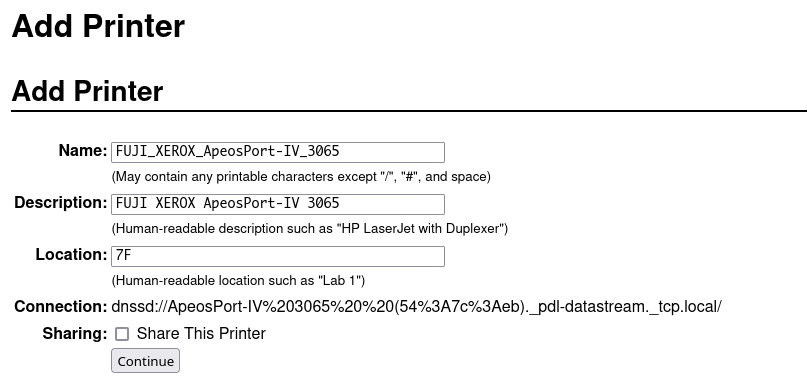 Add Printer
Add Printer
Name: FUJI_XEROX_ApeosPort-IV_3065
(May contain any printable characters except "/", "#", and space)
Description: FUJI XEROX ApeosPort-IV 3065
(Human-readable description such as "HP LaserJet with Duplexer")
Location: 7F
(Human-readable location such as "Lab 1")
Connection: dnssd://ApeosPort-IV%203065%20%20(54%3A7c%3Aeb)._pdl-datastream._tcp.local/
Sharing: Share This Printer
Continue